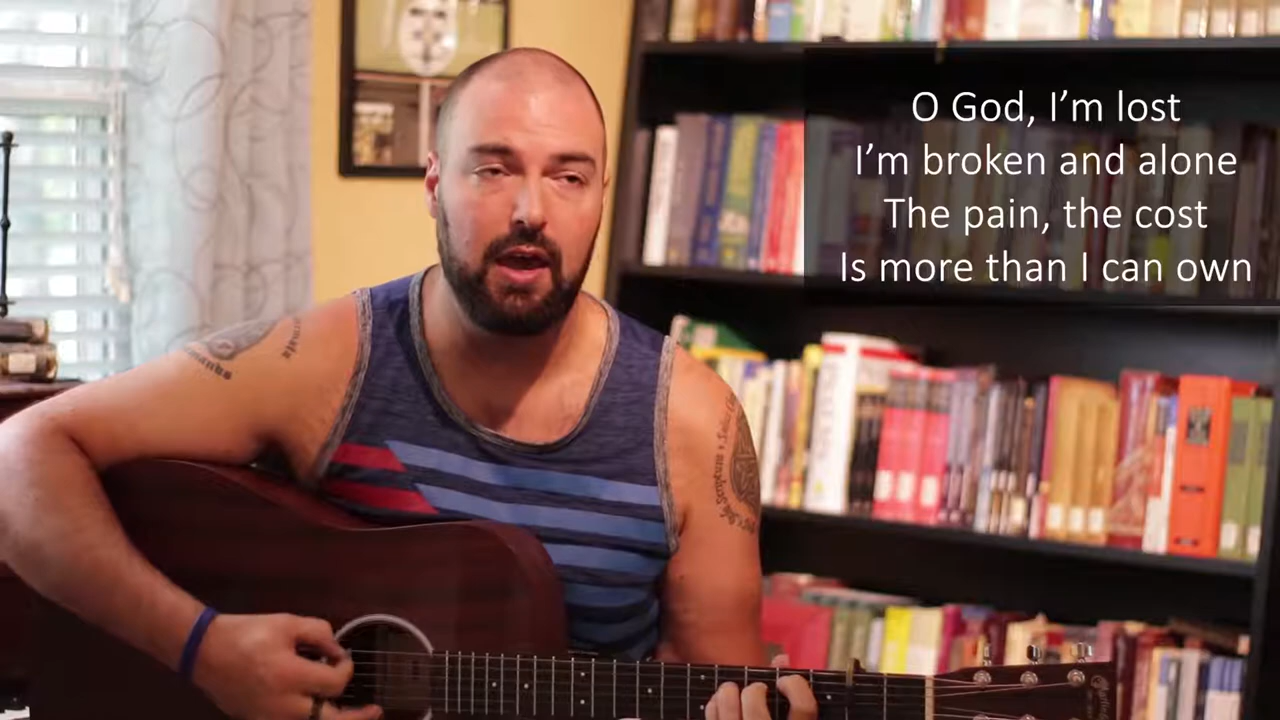 O God, I’m lost
I’m broken and alone
The pain, the cost
Is more than I can own